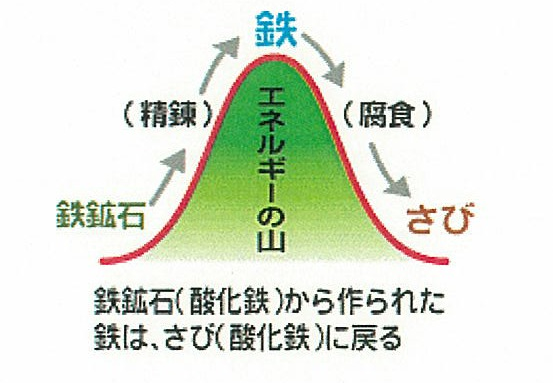 鉄
(精錬)
(腐食)
エネルギーの山
鉄鉱石
さび
鉄鉱石(酸化鉄)から作られた
鉄は、さび(酸化鉄)に戻る